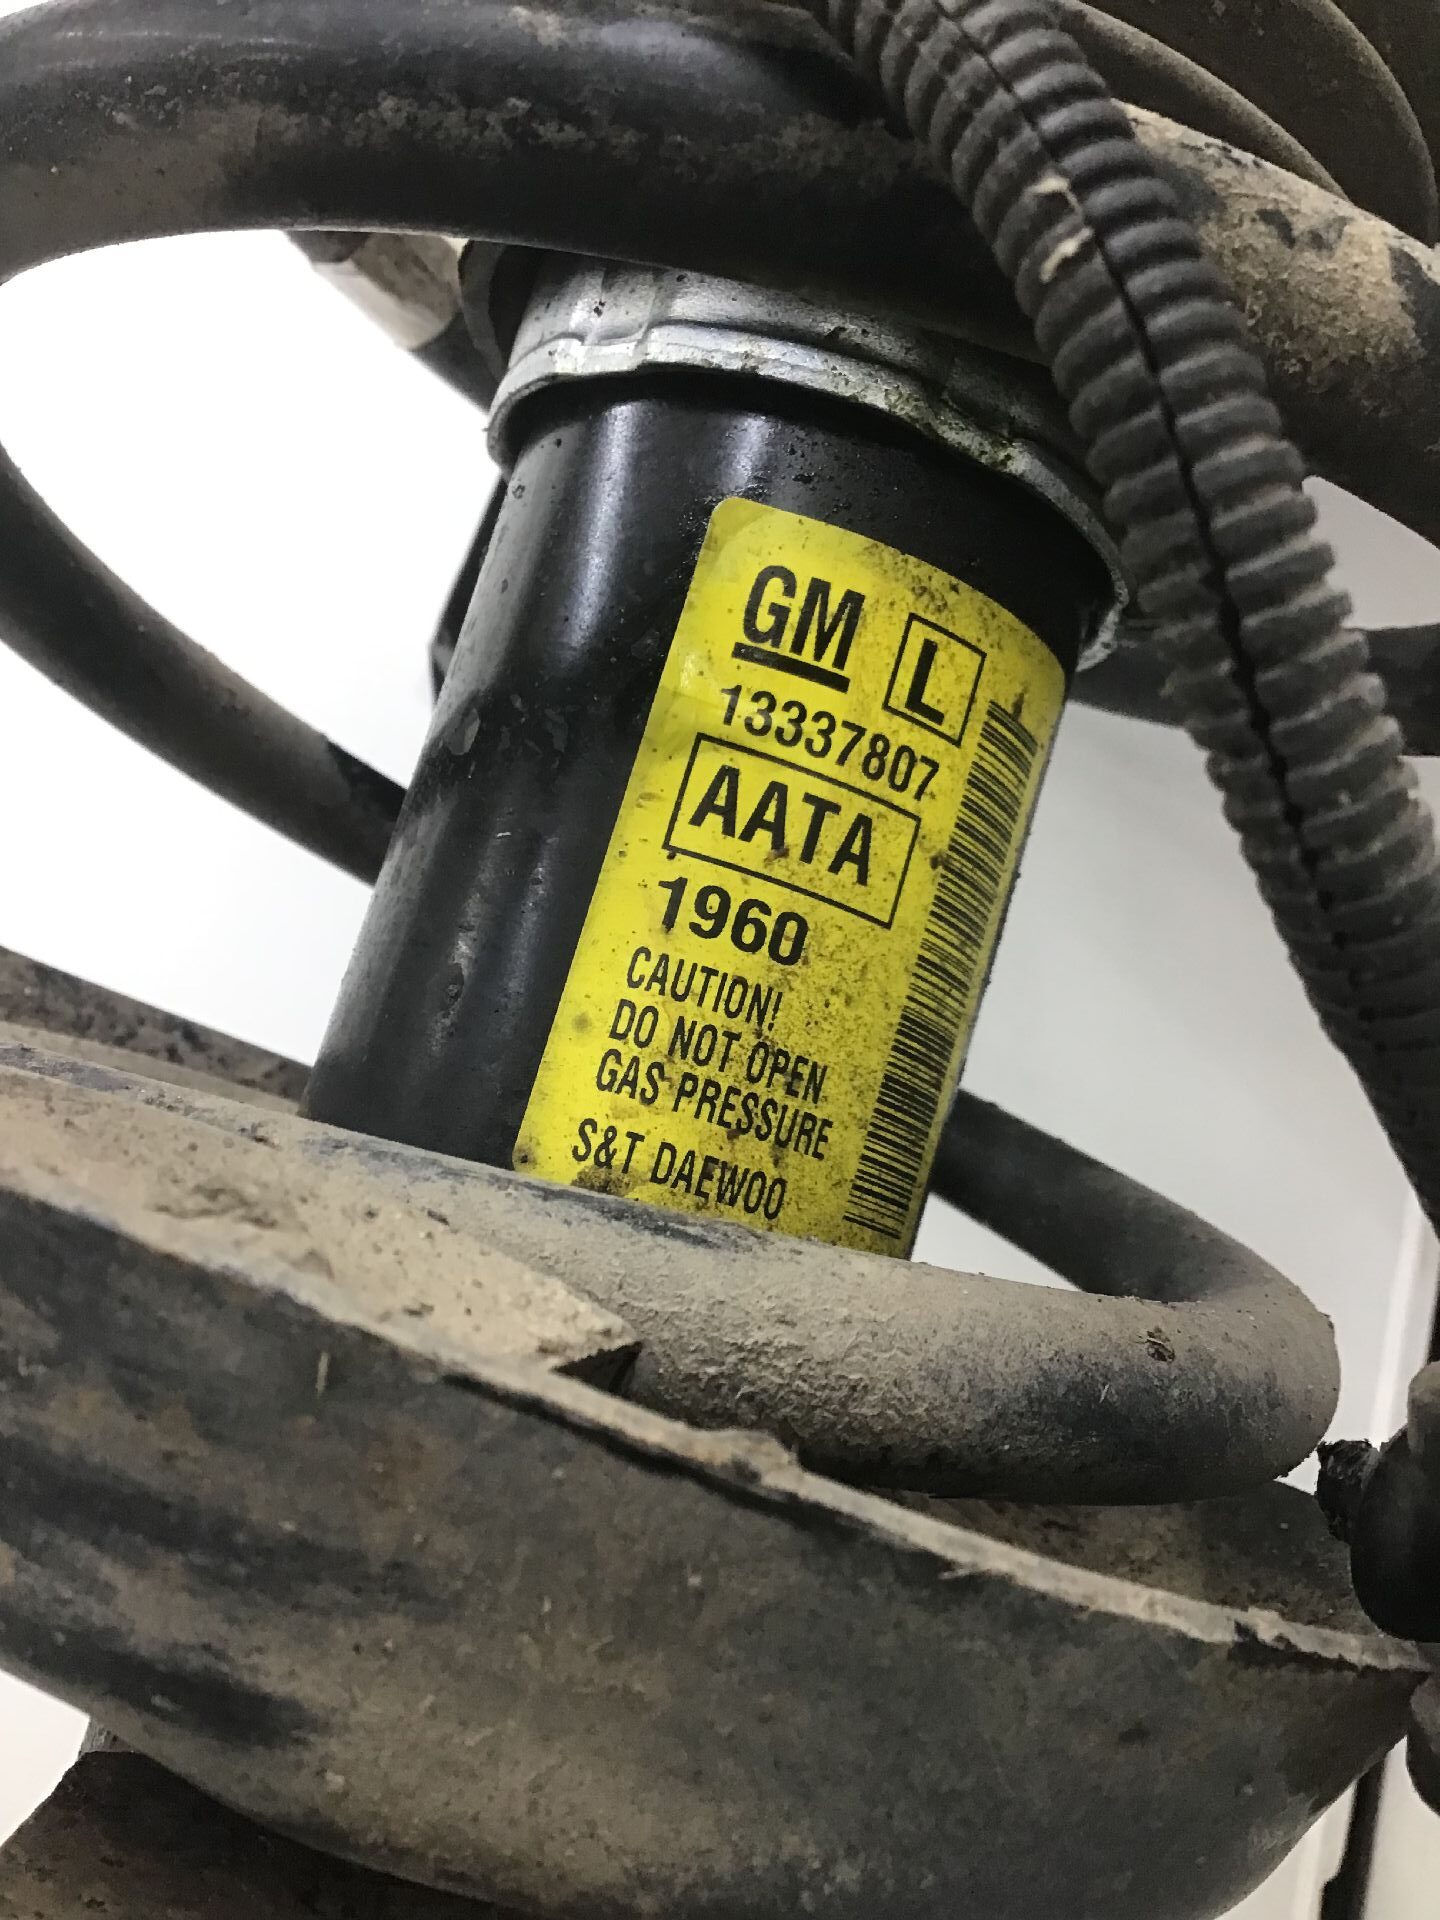 GM L
13337807
AATA
1960
CAUTION!
DO NOT OPEN
GAS PRESSURE
S&T DAEWOO